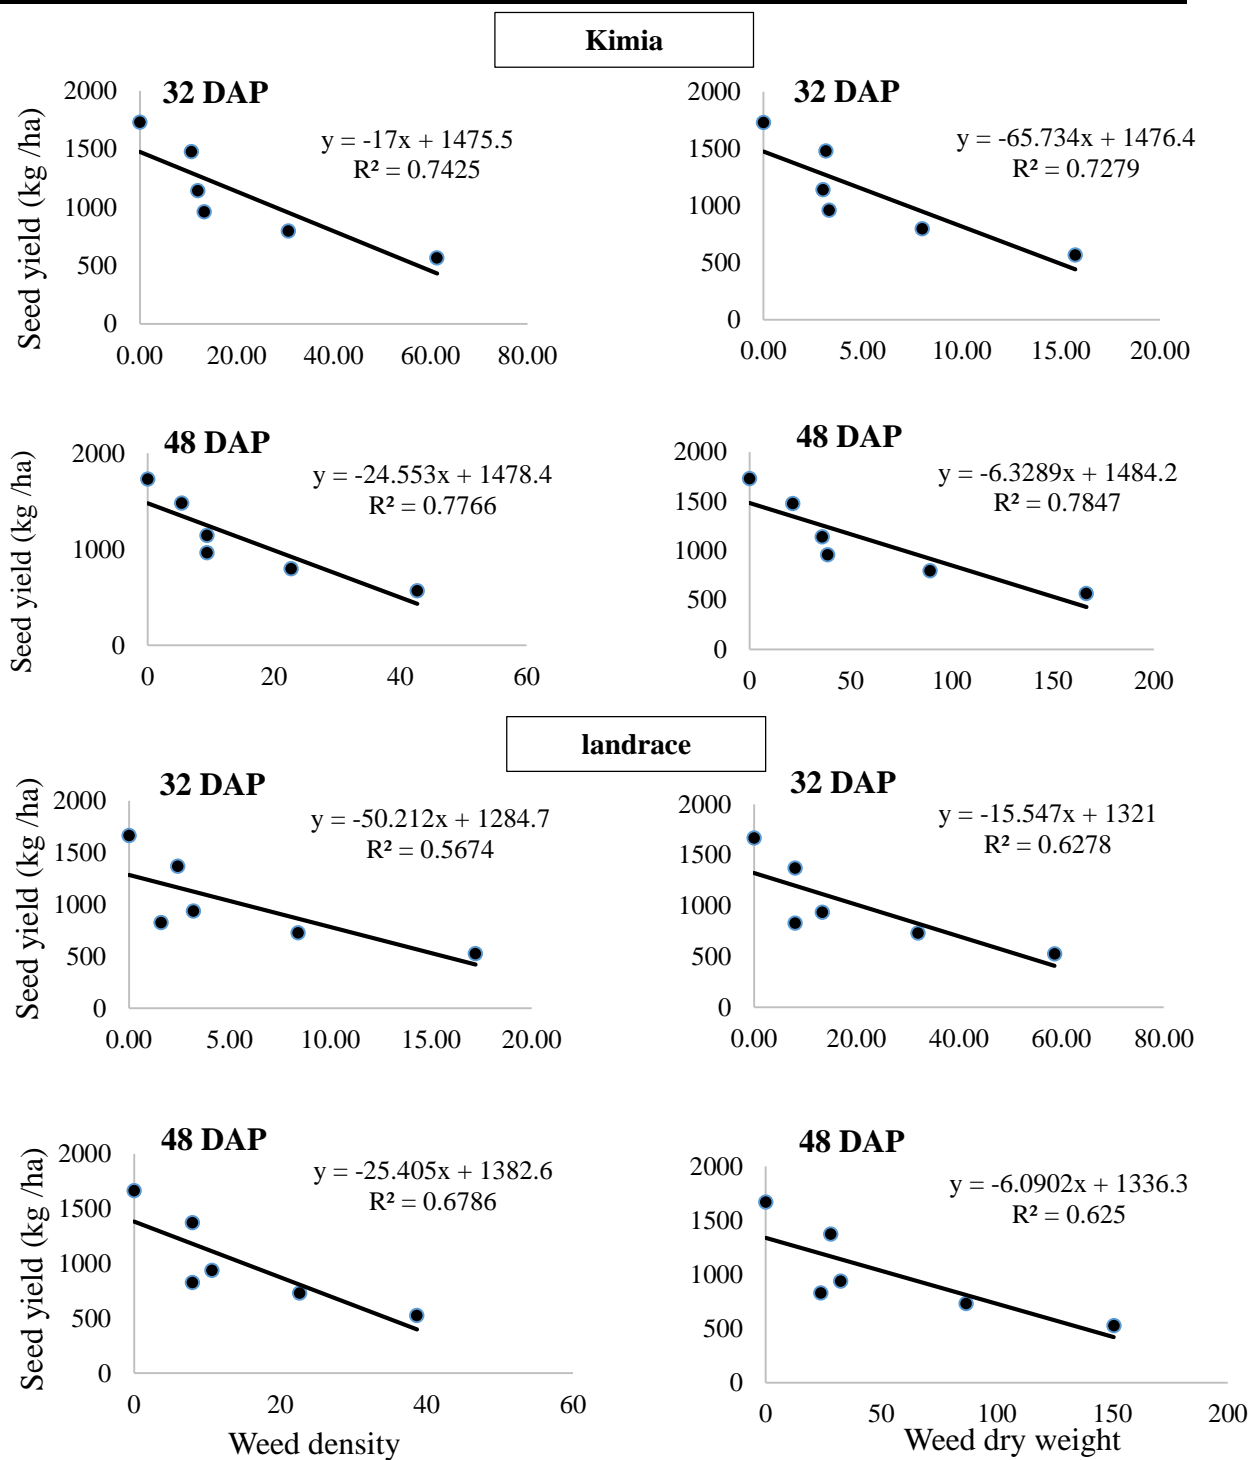 Kimia
32 DAP
y = -17x + 1475.5
R² = 0.7425
Seed yield (kg /ha)
2000
1500
1000
500
0
0.00 20.00 40.00 60.00 80.00
32 DAP
y = -65.734x + 1476.4
R² = 0.7279
2000
1500
1000
500
0
0.00 5.00 10.00 15.00 20.00
48 DAP
y = -24.553x + 1478.4
R² = 0.7766
Seed yield (kg /ha)
2000
1000
0
0 20 40 60
48 DAP
y = -6.3289x + 1484.2
R² = 0.7847
2000
1500
1000
500
0
0 50 100 150 200
landrace
32 DAP
y = -50.212x + 1284.7
R² = 0.5674
Seed yield (kg /ha)
2000
1500
1000
500
0
0.00 5.00 10.00 15.00 20.00
32 DAP
y = -15.547x + 1321
R² = 0.6278
2000
1500
1000
500
0
0.00 20.00 40.00 60.00 80.00
48 DAP
y = -25.405x + 1382.6
R² = 0.6786
Seed yield (kg /ha)
2000
1500
1000
500
0
0 20 40 60
Weed density
48 DAP
y = -6.0902x + 1336.3
R² = 0.625
2000
1500
1000
500
0
0 50 100 150 200
Weed dry weight